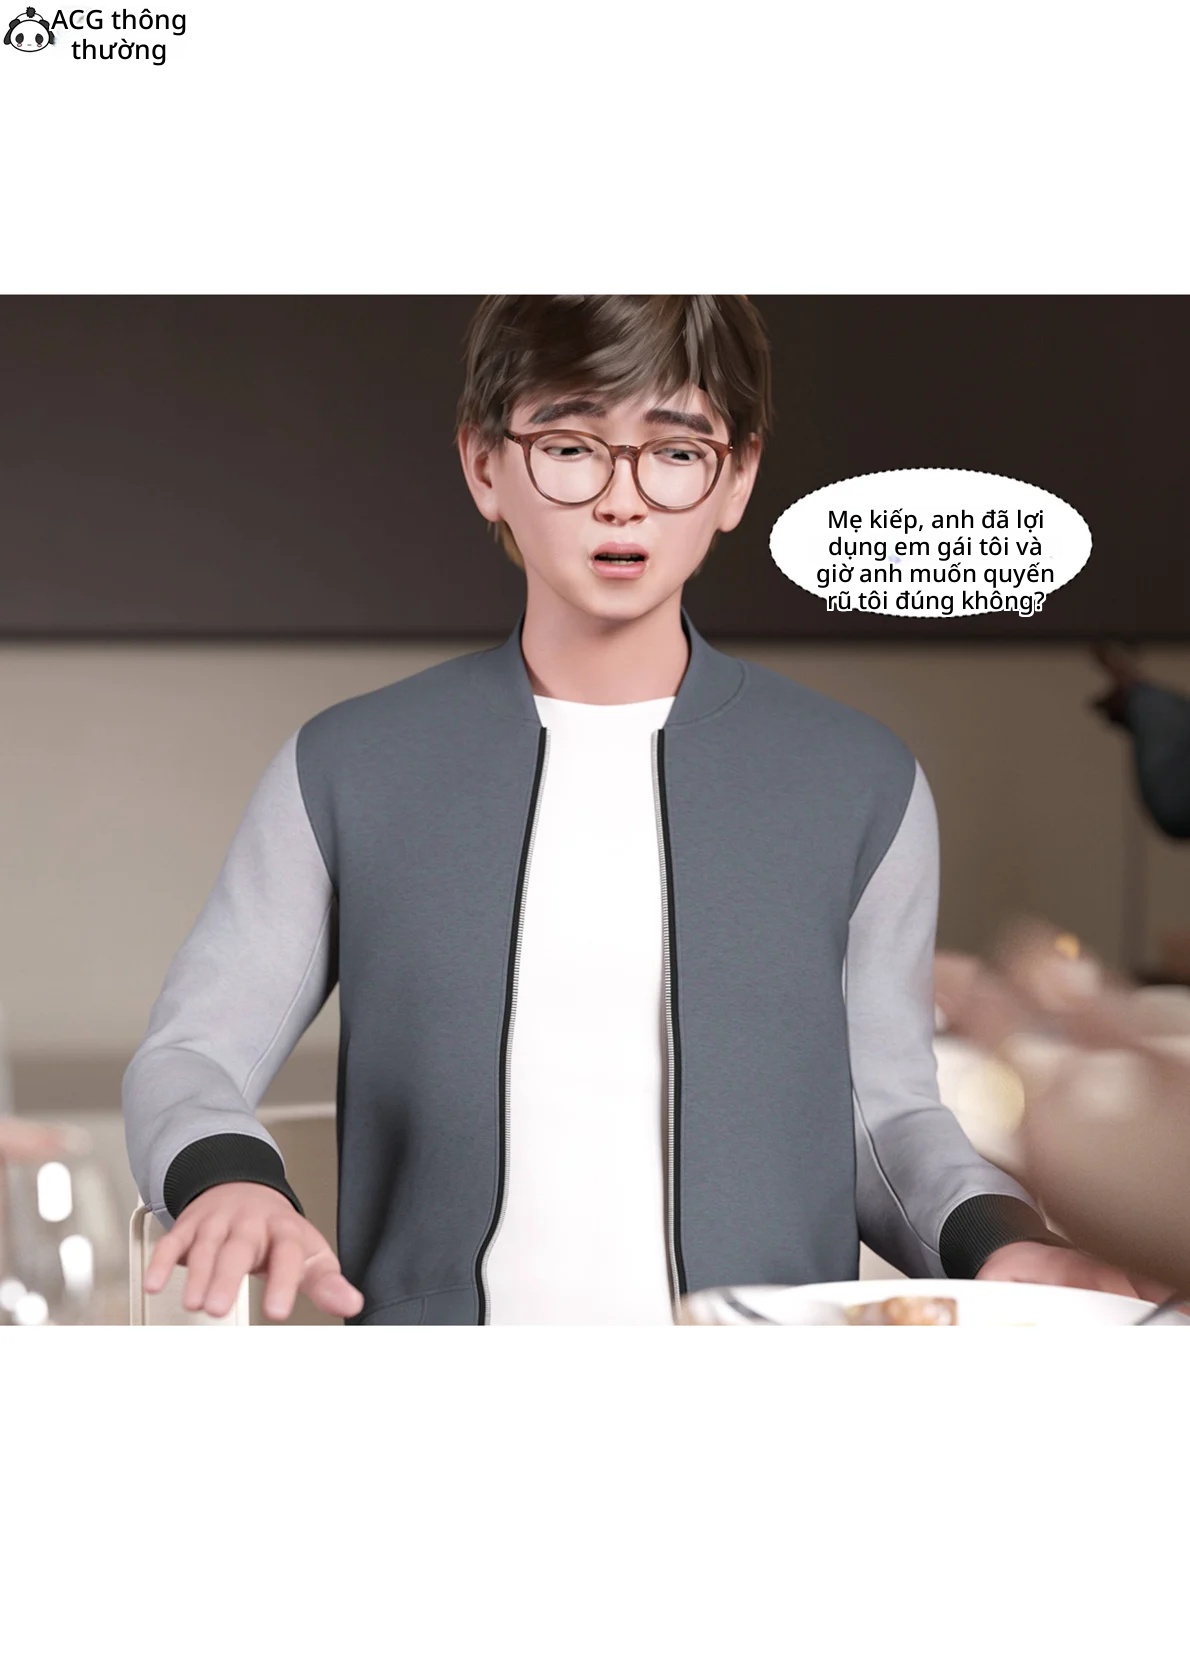 ACG thông
thường
Mẹ kiếp, anh đã lợi
dụng em gái tôi và
giờ anh muốn quyến
rũ tôi đúng không?